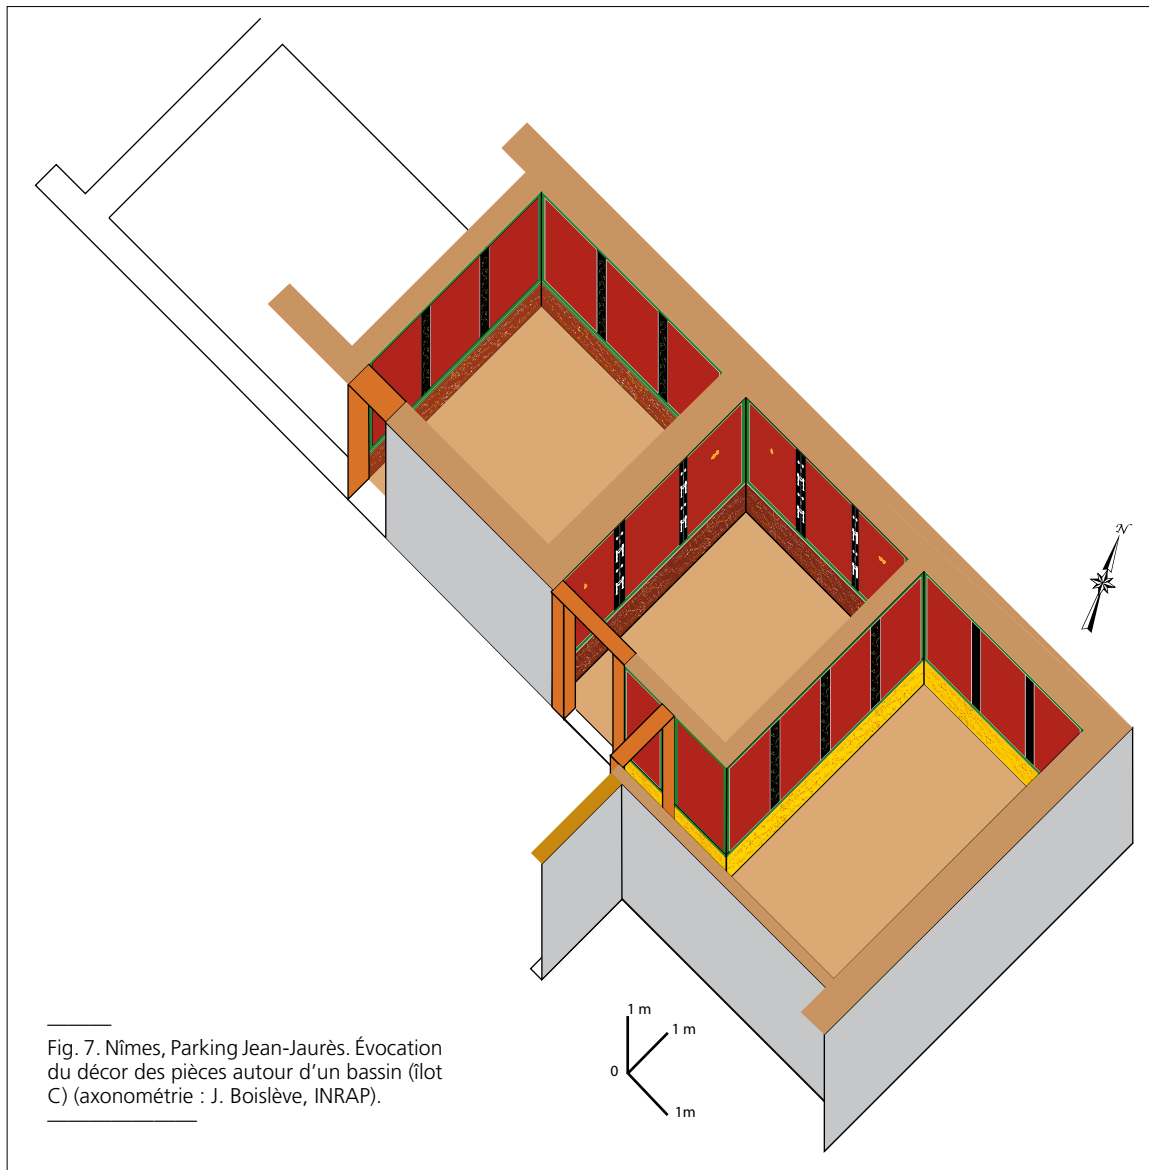 N
1 m
1 m
0
1m
Fig. 7. Nîmes, Parking Jean-Jaurès. Évocation
du décor des pièces autour d’un bassin (îlot
C) (axonométrie : J. Boislève, INRAP).